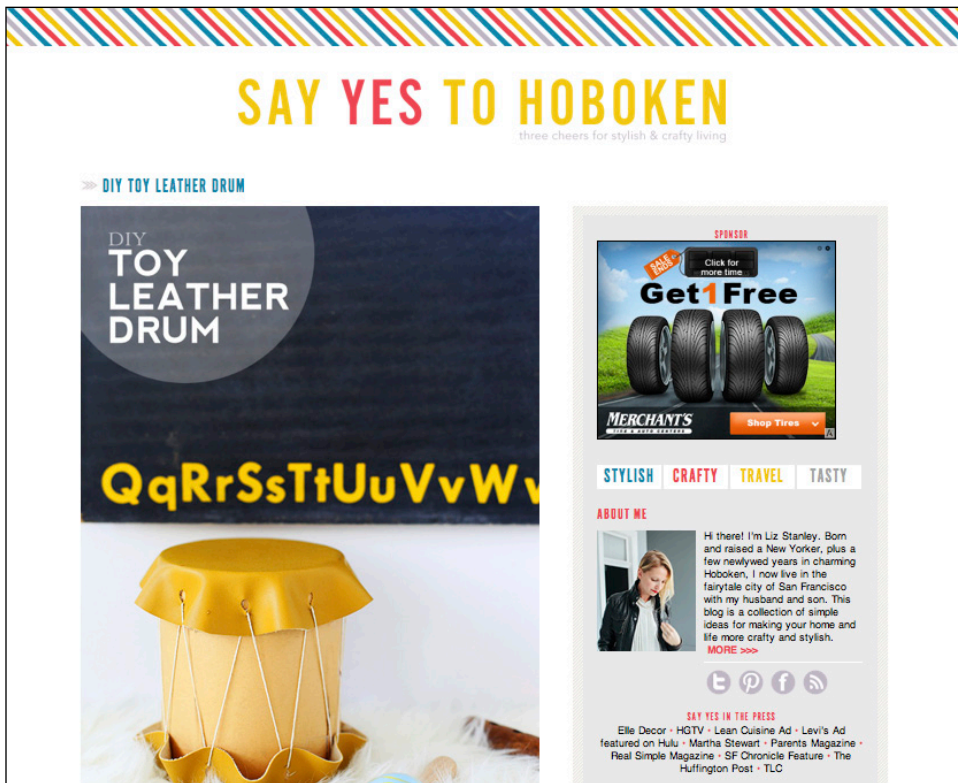 SAY YES TO HOBOKEN
three cheers for stylish & crafty living
DIY TOY LEATHER DRUM
DIY
TOY
LEATHER
DRUM
QqRrSsTtUuVvWv
SPONSOR
SALE
ENDS
Click for
more time
Get1Free
MERCHANT'S
TIRE & AUTO CENTERS
Shop Tires
STYLISH CRAFTY TRAVEL TASTY
ABOUT ME
Hi there! I'm Liz Stanley. Born
and raised a New Yorker, plus a
few newlywed years in charming
Hoboken, I now live in the
fairytale city of San Francisco
with my husband and son. This
blog is a collection of simple
ideas for making your home and
life more crafty and stylish.
MORE >>>
SAY YES IN THE PRESS
Elle Decor • HGTV • Lean Cuisine Ad • Levi's Ad
featured on Hulu • Martha Stewart • Parents Magazine •
Real Simple Magazine • SF Chronicle Feature • The
Huffington Post • TLC